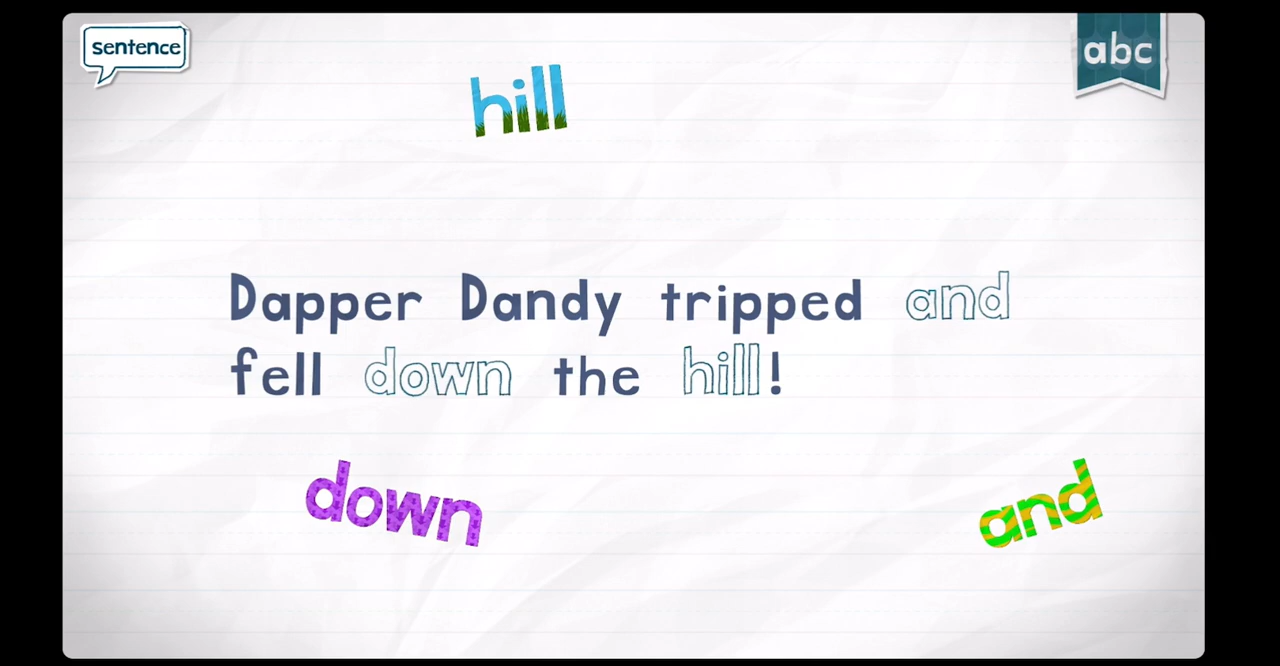 sentence
abc
hill
Dapper Dandy tripped and
fell down the hill!
down
and